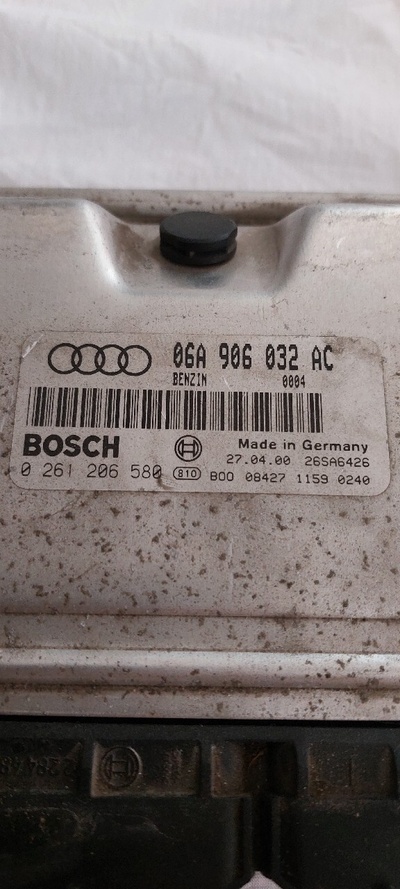 06A 906 032 AC
BENZIN 0004
BOSCH Made in Germany
27.04.00 26SA6426
0 261 206 580 810 B00 08427 1159 0240